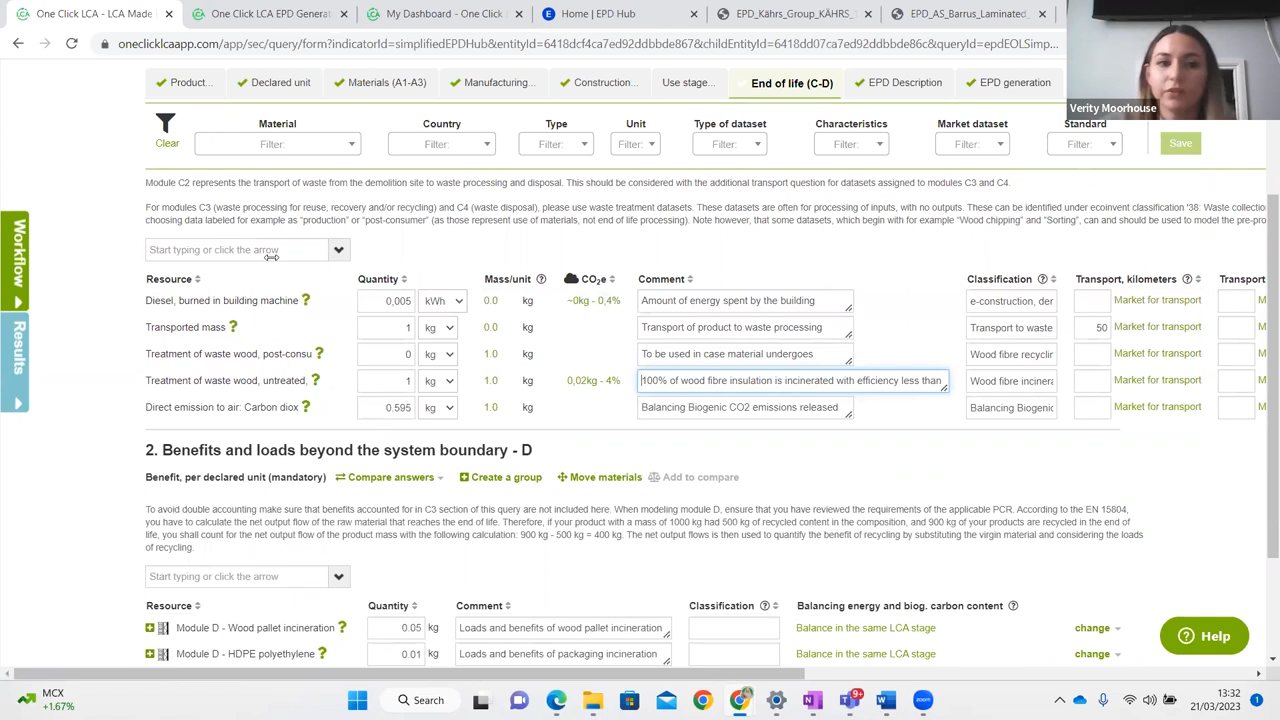 One Click LCA - LCA Made
One Click LCA EPD Generat
My Dashboard - One Click L
Home | EPD Hub
EPD_Kährs_Group_KÄHRS_
EPD_AS_Barrus_Laminated_
oneclicklcaapp.com/app/sec/query/form?indicatorId=simplifiedEPDHub&entityId=6418dcf4ca7ed92ddbbde867&childEntityId=6418dd07ca7ed92ddbbde86c&queryId=epdEOLSimp...
Verity Moorhouse
Product...
Declared unit
Materials (A1-A3)
Manufacturing...
Construction...
Use stage...
End of life (C-D)
EPD Description
EPD generation
Clear
Material
Country
Type
Unit
Type of dataset
Characteristics
Market dataset
Standard
Filter:
Filter:
Filter:
Filter:
Filter:
Filter:
Filter:
Filter:
Save
Module C2 represents the transport of waste from the demolition site to waste processing and disposal. This should be considered with the additional transport question for datasets assigned to modules C3 and C4.
For modules C3 (waste processing for reuse, recovery and/or recycling) and C4 (waste disposal), please use waste treatment datasets. These datasets are often for processing of inputs, with no outputs. These can be identified under ecoinvent classification '38: Waste collection
choosing data labeled for example as "production" or "post-consumer" (as those represent use of materials, not end of life processing). Note however, that some datasets, which begin with for example "Wood chipping" and "Sorting", can and should be used to model the pre-pro
Workflow
Results
Start typing or click the arrow
Resource Quantity Mass/unit CO2e Comment Classification Transport, kilometers Transport
Diesel, burned in building machine ? 0,005 kWh 0.0 kg ~0kg - 0,4% Amount of energy spent by the building e-construction, der Market for transport M
Transported mass ? 1 kg 0.0 kg Transport of product to waste processing Transport to waste 50 Market for transport M
Treatment of waste wood, post-consu ? 0 kg 1.0 kg To be used in case material undergoes Wood fibre recyclir Market for transport M
Treatment of waste wood, untreated, ? 1 kg 1.0 kg 0,02kg - 4% 100% of wood fibre insulation is incinerated with efficiency less than Wood fibre incinera Market for transport M
Direct emission to air: Carbon diox ? 0.595 kg 1.0 kg Balancing Biogenic CO2 emissions released Balancing Biogenic Market for transport M
2. Benefits and loads beyond the system boundary - D
Benefit, per declared unit (mandatory) Compare answers Create a group Move materials Add to compare
To avoid double accounting make sure that benefits accounted for in C3 section of this query are not included here. When modeling module D, ensure that you have reviewed the requirements of the applicable PCR. According to the EN 15804,
you have to calculate the net output flow of the raw material that reaches the end of life. Therefore, if your product with a mass of 1000 kg had 500 kg of recycled content in the composition, and 900 kg of your products are recycled in the end of
life, you shall count for the net output flow of the product mass with the following calculation: 900 kg - 500 kg = 400 kg. The net output flows is then used to quantify the benefit of recycling by substituting the virgin material and considering the loads
of recycling.
Start typing or click the arrow
Resource Quantity Comment Classification Balancing energy and biog. carbon content
Module D - Wood pallet incineration ? 0.05 kg Loads and benefits of wood pallet incineration Balance in the same LCA stage change
Module D - HDPE polyethylene ? 0.01 kg Loads and benefits of packaging incineration Balance in the same LCA stage change
Help
MCX
+1.67%
Search
9+
zoom
13:32
21/03/2023
1